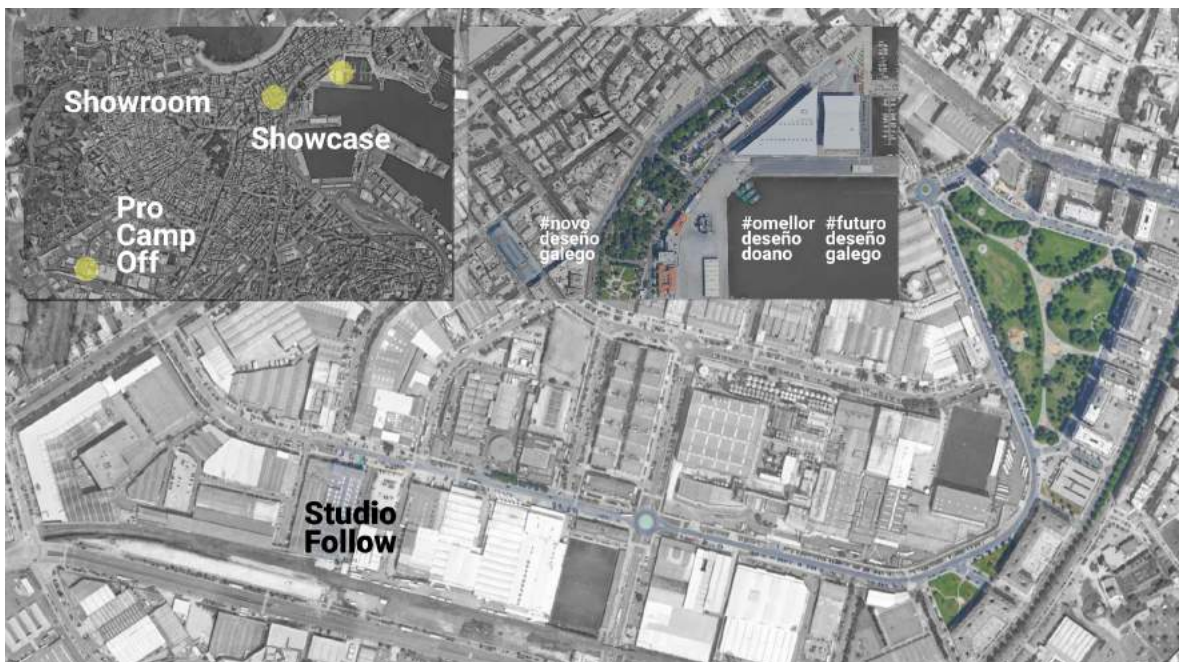 Showroom
Showcase
Pro
Camp
Off
#novo
deseño
galego
#omellor
deseño
doano
#futuro
deseño
galego
Studio
Follow